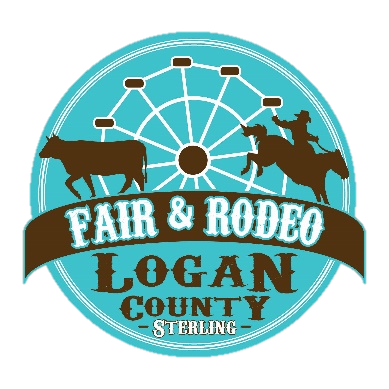 FAIR & RODEO
LOGAN
COUNTY
- STERLING -